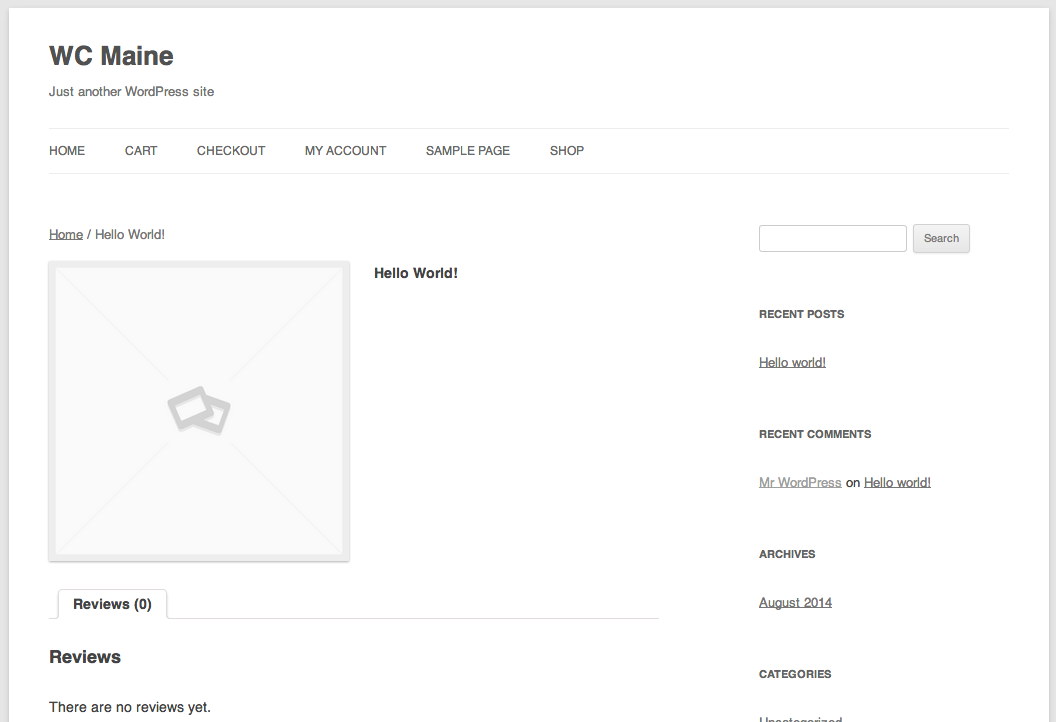 WC Maine
Just another WordPress site
HOME CART CHECKOUT MY ACCOUNT SAMPLE PAGE SHOP
Home / Hello World!
Hello World!
Reviews (0)
Reviews
There are no reviews yet.
Search
RECENT POSTS
Hello world!
RECENT COMMENTS
Mr WordPress on Hello world!
ARCHIVES
August 2014
CATEGORIES
Uncategorized